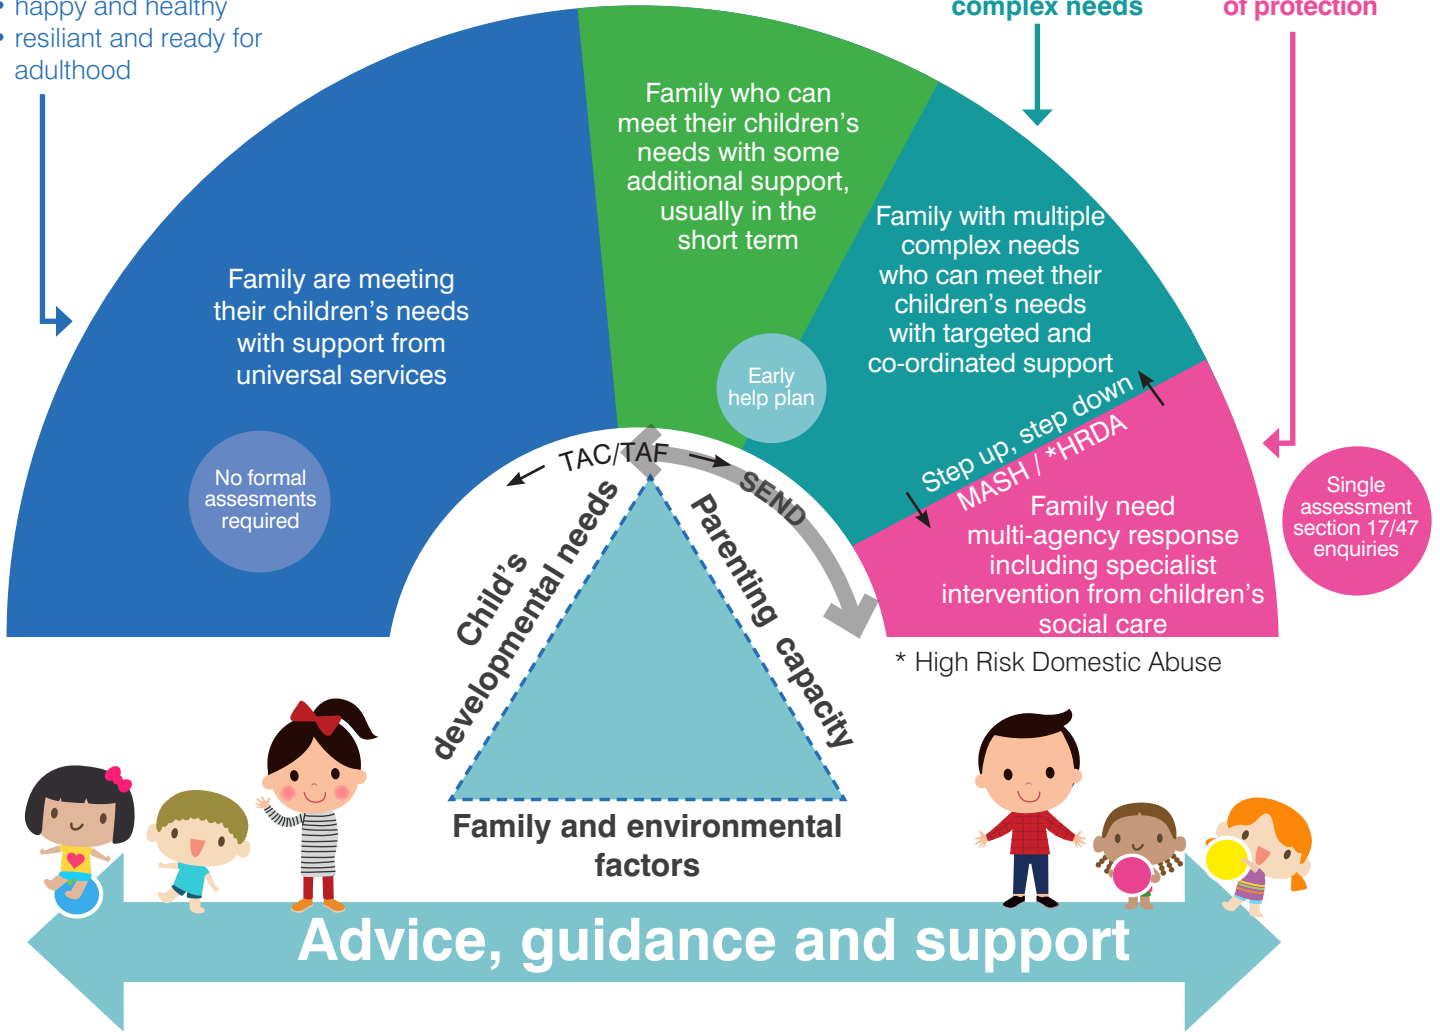 • happy and healthy
• resiliant and ready for
adulthood
complex needs
of protection
Family are meeting
their children's needs
with support from
universal services
No formal
assesments
required
Family who can
meet their children's
needs with some
additional support,
usually in the
short term
Early
help plan
Family with multiple
complex needs
who can meet their
children's needs
with targeted and
co-ordinated support
Step up, step down
MASH / *HRDA
Family need
multi-agency response
including specialist
intervention from children's
social care
Single
assessment
section 17/47
enquiries
* High Risk Domestic Abuse
TAC/TAF
SEND
Child's
developmental needs
Parenting capacity
Family and environmental
factors
Advice, guidance and support